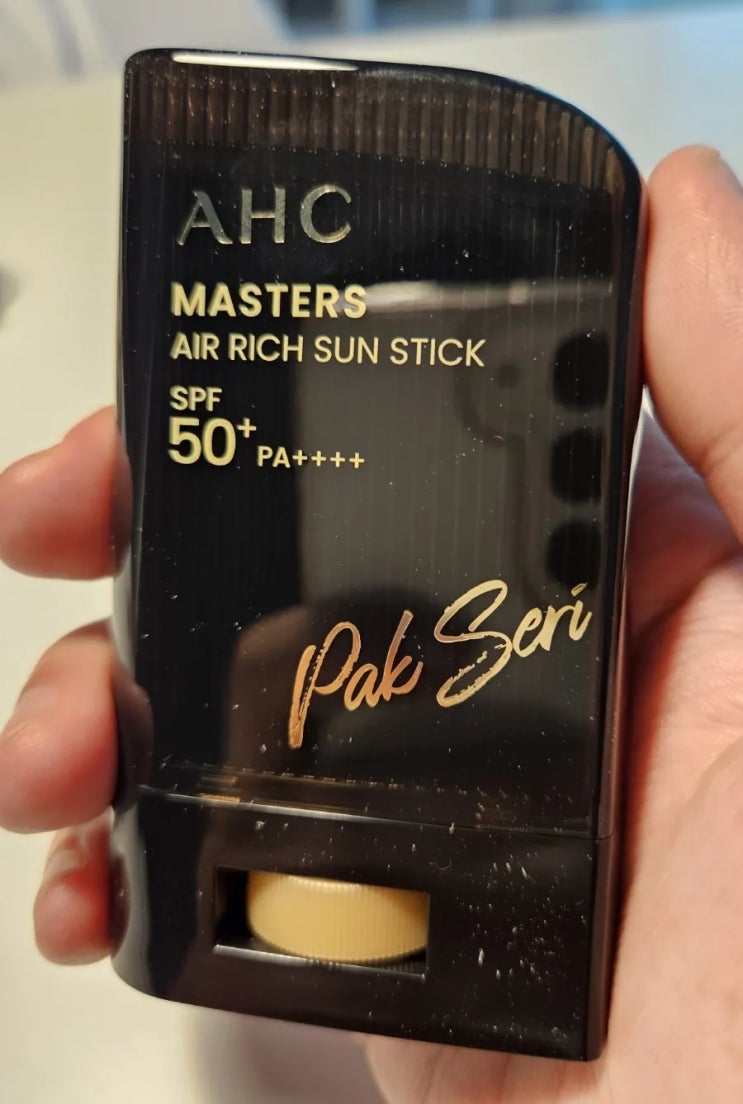 AHC
MASTERS
AIR RICH SUN STICK
SPF
50+ PA++++
Pak Seri